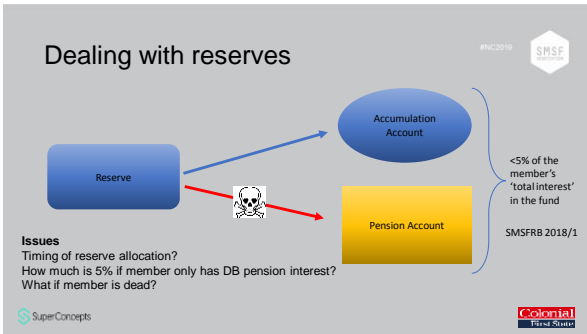 Dealing with reserves
#NC2019
SMSF
ASSOCIATION
Accumulation
Account
Reserve
<5% of the
member's
'total interest'
in the fund
SMSFRB 2018/1
Pension Account
Issues
Timing of reserve allocation?
How much is 5% if member only has DB pension interest?
What if member is dead?
SuperConcepts
Colonial
First State